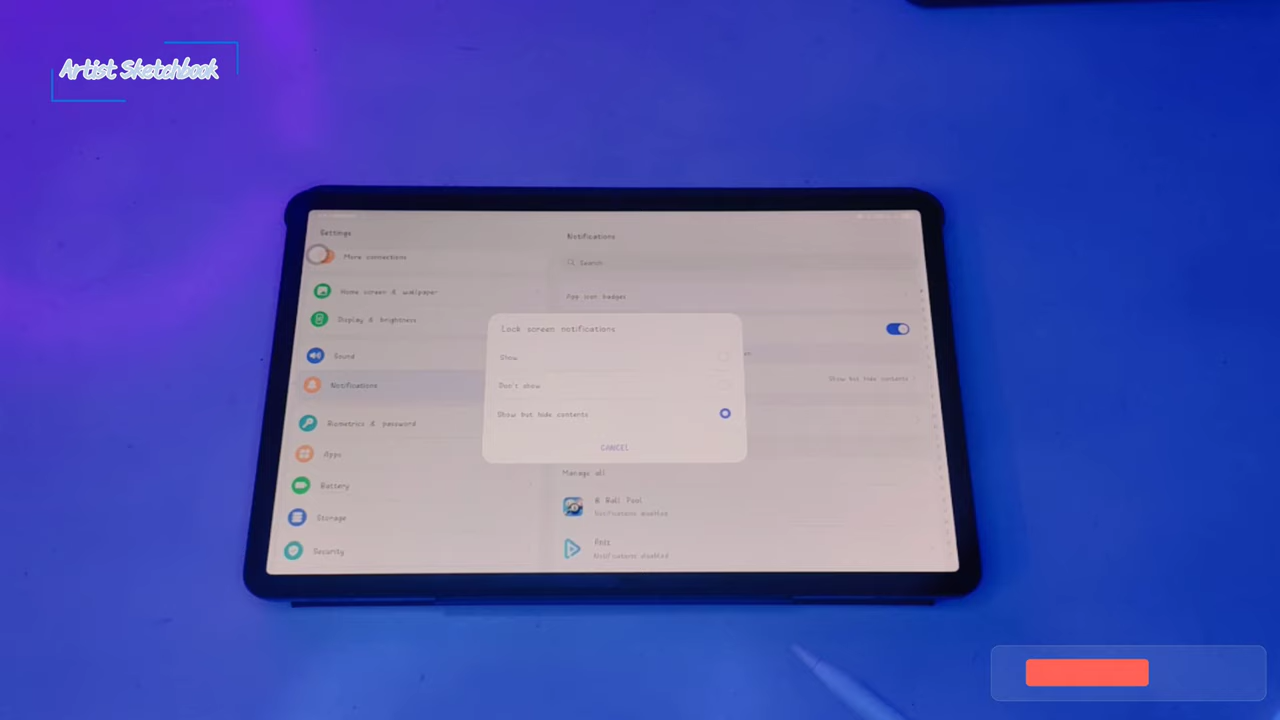 Artist Sketchbook
Settings
More connections
Home screen & wallpaper
Display & brightness
Sound
Notifications
Biometrics & password
Apps
Battery
Storage
Security
Notifications
Search
App icon badges
Show but hide contents
Lock screen notifications
Show
Don't show
Show but hide contents
CANCEL
Manage all
8 Ball Pool
Notifications disabled
Notifications disabled